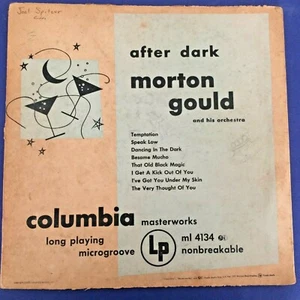 after dark
morton
gould
and his orchestra
Temptation
Speak Low
Dancing In The Dark
Besame Mucho
That Old Black Magic
I Get A Kick Out Of You
I've Got You Under My Skin
The Very Thought Of You
columbia masterworks
long playing
microgroove
Lp
ml 4134
nonbreakable